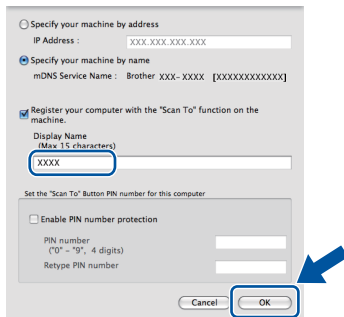 Specify your machine by address
IP Address : XXX.XXX.XXX.XXX
Specify your machine by name
mDNS Service Name : Brother XXX-XXXX [XXXXXXXXXXXX]
Register your computer with the "Scan To" function on the
machine.
Display Name
(Max 15 characters)
XXXX
Set the "Scan To" Button PIN number for this computer
Enable PIN number protection
PIN number
("0" – "9", 4 digits)
Retype PIN number
Cancel OK